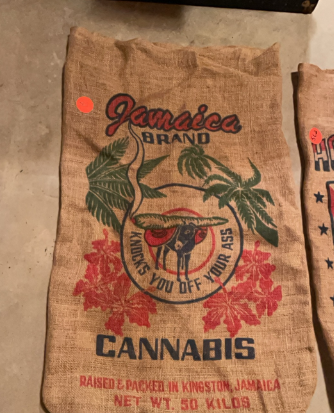 Jamaica
BRAND
KNOCKS YOU OFF YOUR ASS
CANNABIS
RAISED & PACKED IN KINGSTON, JAMAICA
NET WT. 50 KILOS